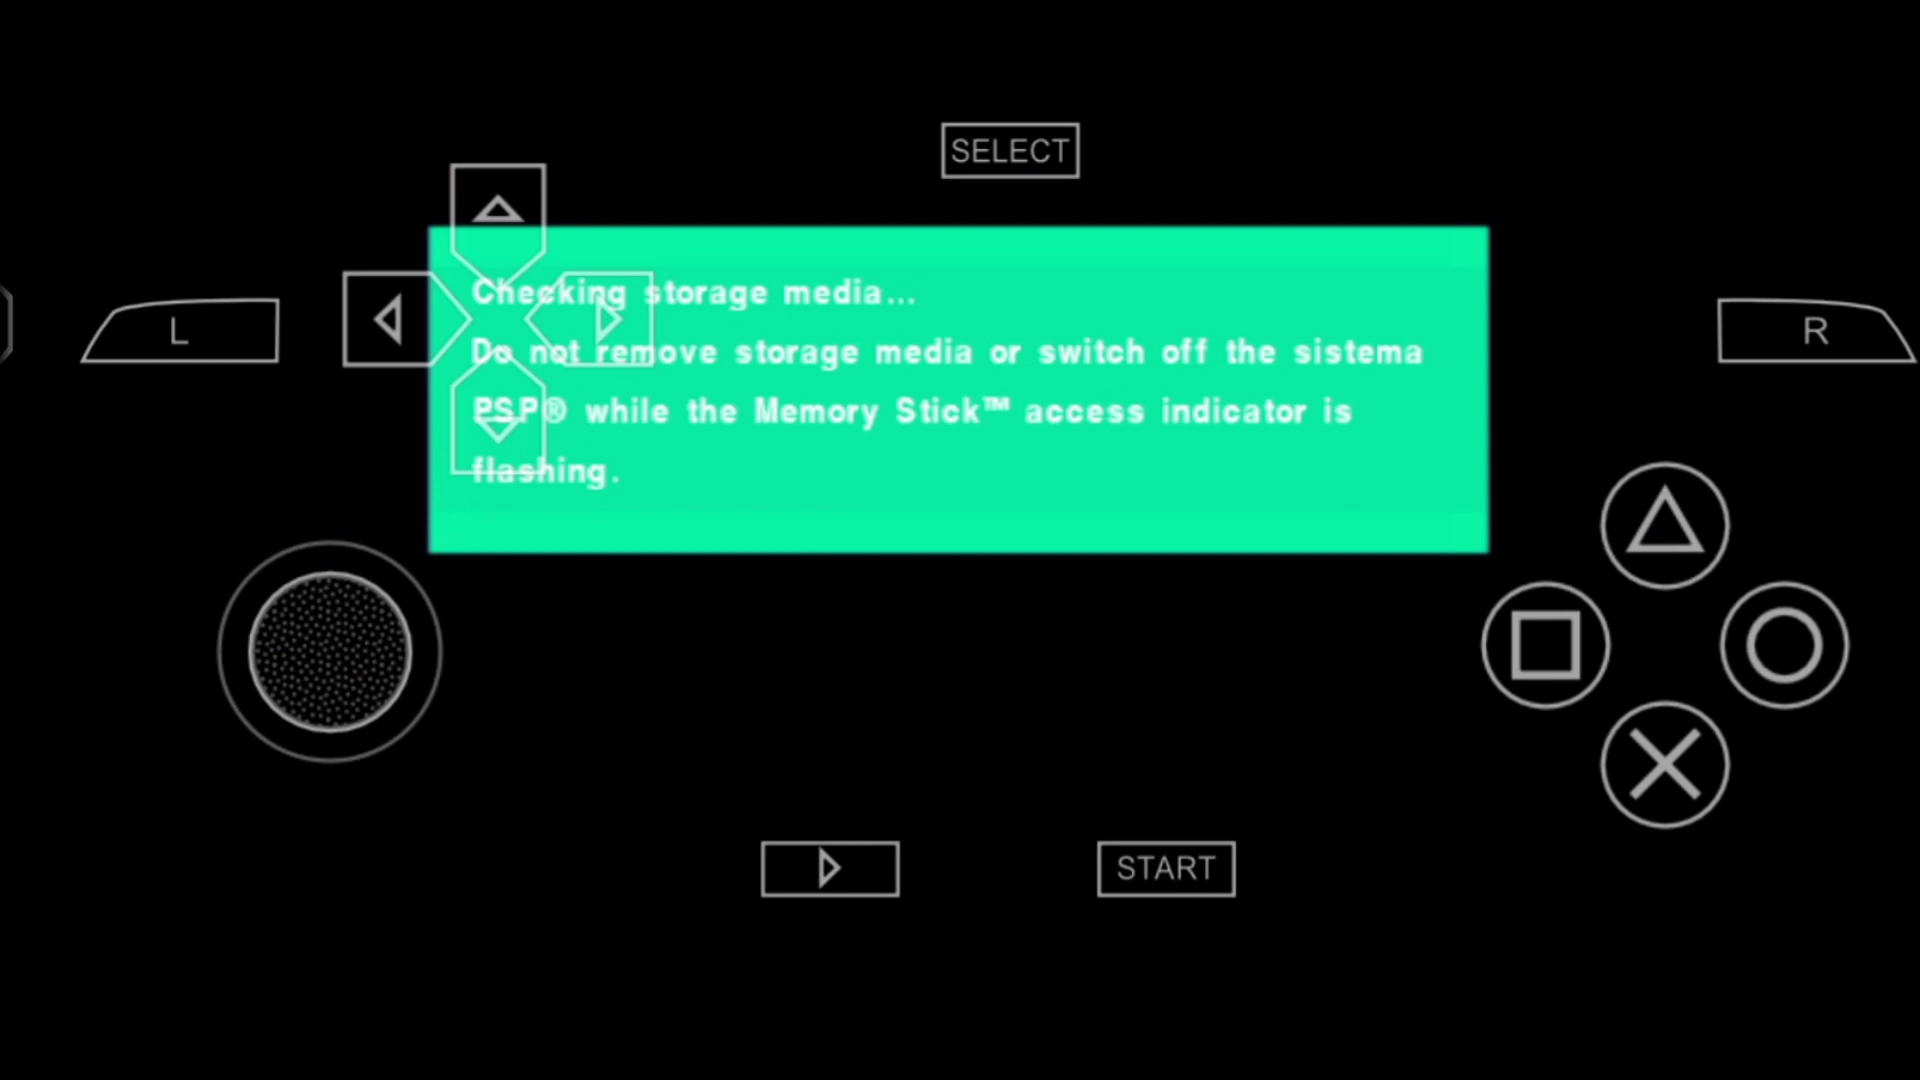 SELECT
Checking storage media...
L
R
Do not remove storage media or switch off the sistema
PSP® while the Memory Stick™ access indicator is
flashing.
START